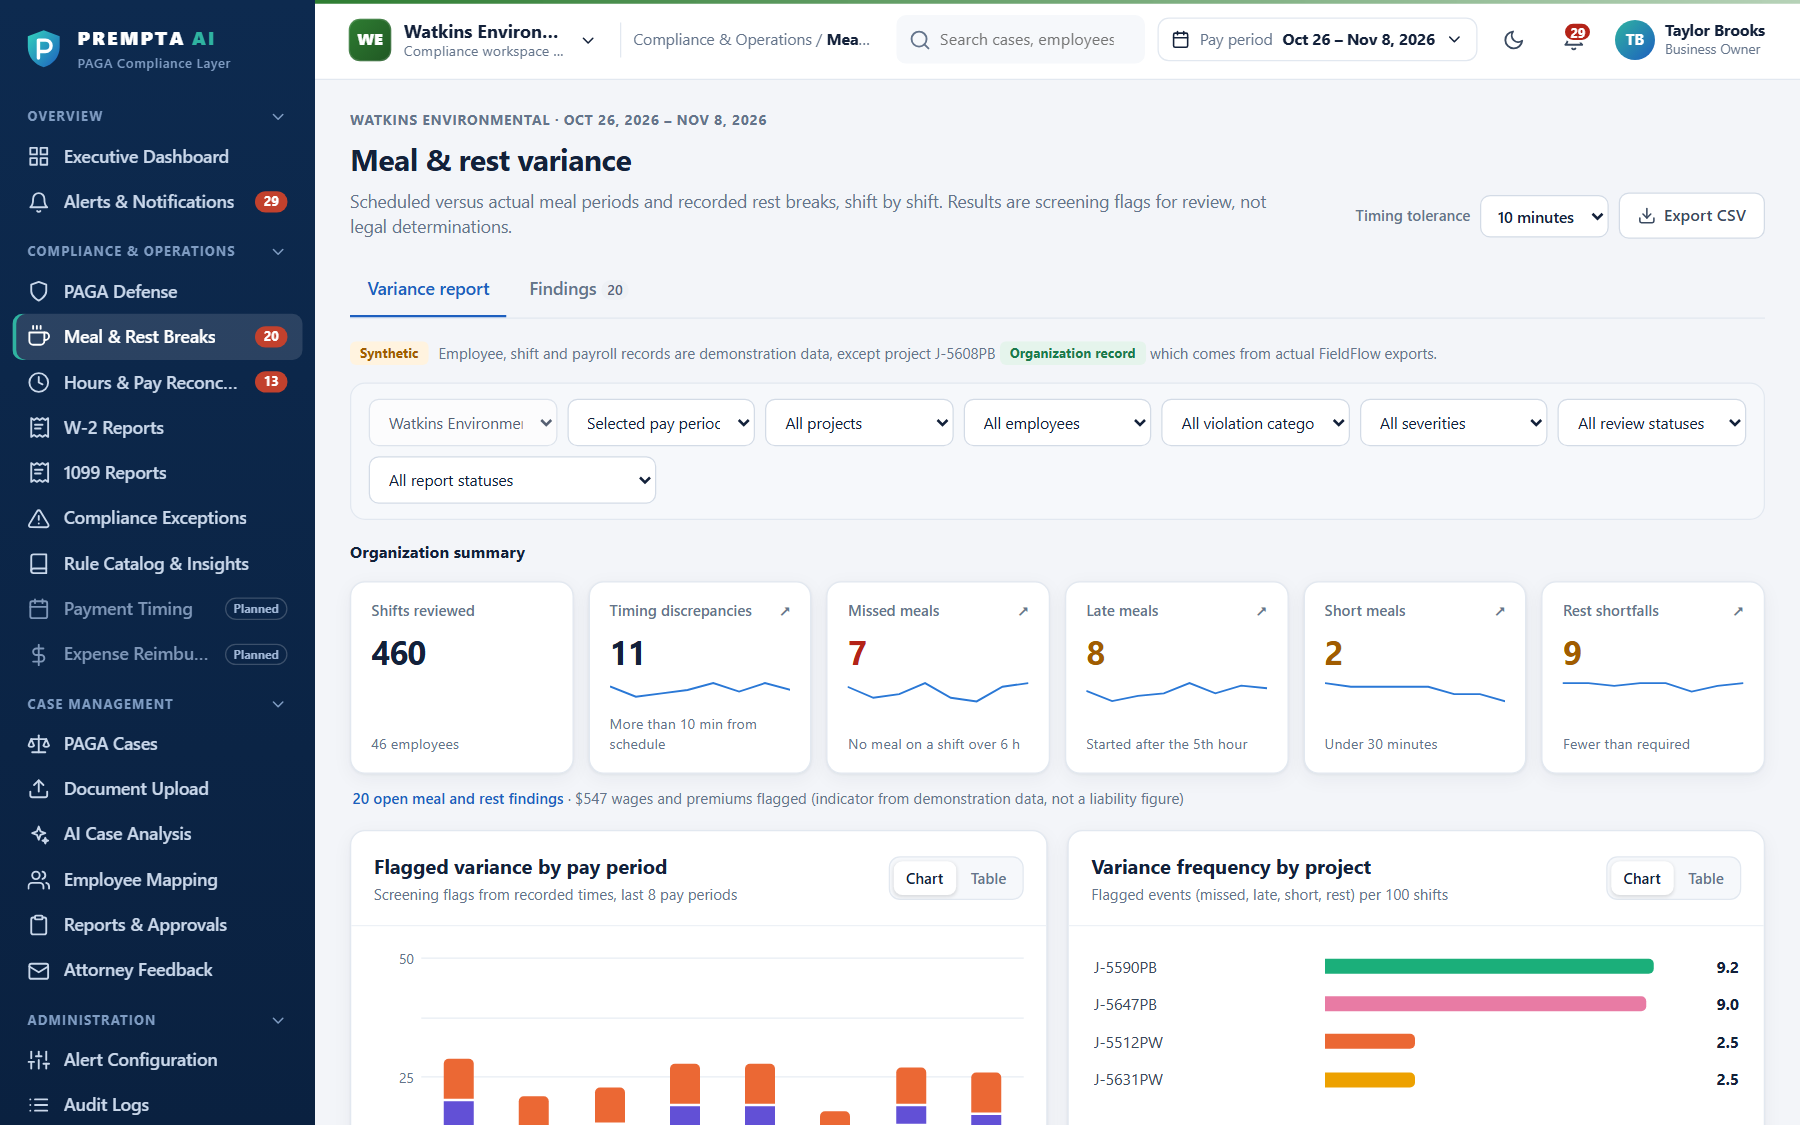 PREMPTA AI
PAGA Compliance Layer
OVERVIEW
Executive Dashboard
Alerts & Notifications 29
COMPLIANCE & OPERATIONS
PAGA Defense
Meal & Rest Breaks 20
Hours & Pay Reconc... 13
W-2 Reports
1099 Reports
Compliance Exceptions
Rule Catalog & Insights
Payment Timing Planned
Expense Reimbu... Planned
CASE MANAGEMENT
PAGA Cases
Document Upload
AI Case Analysis
Employee Mapping
Reports & Approvals
Attorney Feedback
ADMINISTRATION
Alert Configuration
Audit Logs
WE
Watkins Environ...
Compliance workspace ...
Compliance & Operations / Mea...
Search cases, employees
Pay period Oct 26 – Nov 8, 2026
29
TB
Taylor Brooks
Business Owner
WATKINS ENVIRONMENTAL · OCT 26, 2026 – NOV 8, 2026
Meal & rest variance
Scheduled versus actual meal periods and recorded rest breaks, shift by shift. Results are screening flags for review, not
legal determinations.
Timing tolerance 10 minutes Export CSV
Variance report Findings 20
Synthetic Employee, shift and payroll records are demonstration data, except project J-5608PB Organization record which comes from actual FieldFlow exports.
Watkins Environmer Selected pay perioc All projects All employees All violation catego All severities All review statuses
All report statuses
Organization summary
Shifts reviewed
460
46 employees
Timing discrepancies ↗
11
More than 10 min from
schedule
Missed meals ↗
7
No meal on a shift over 6 h
Late meals ↗
8
Started after the 5th hour
Short meals ↗
2
Under 30 minutes
Rest shortfalls ↗
9
Fewer than required
20 open meal and rest findings · $547 wages and premiums flagged (indicator from demonstration data, not a liability figure)
Flagged variance by pay period
Screening flags from recorded times, last 8 pay periods
Chart Table
50
25
Variance frequency by project
Flagged events (missed, late, short, rest) per 100 shifts
Chart Table
J-5590PB 9.2
J-5647PB 9.0
J-5512PW 2.5
J-5631PW 2.5